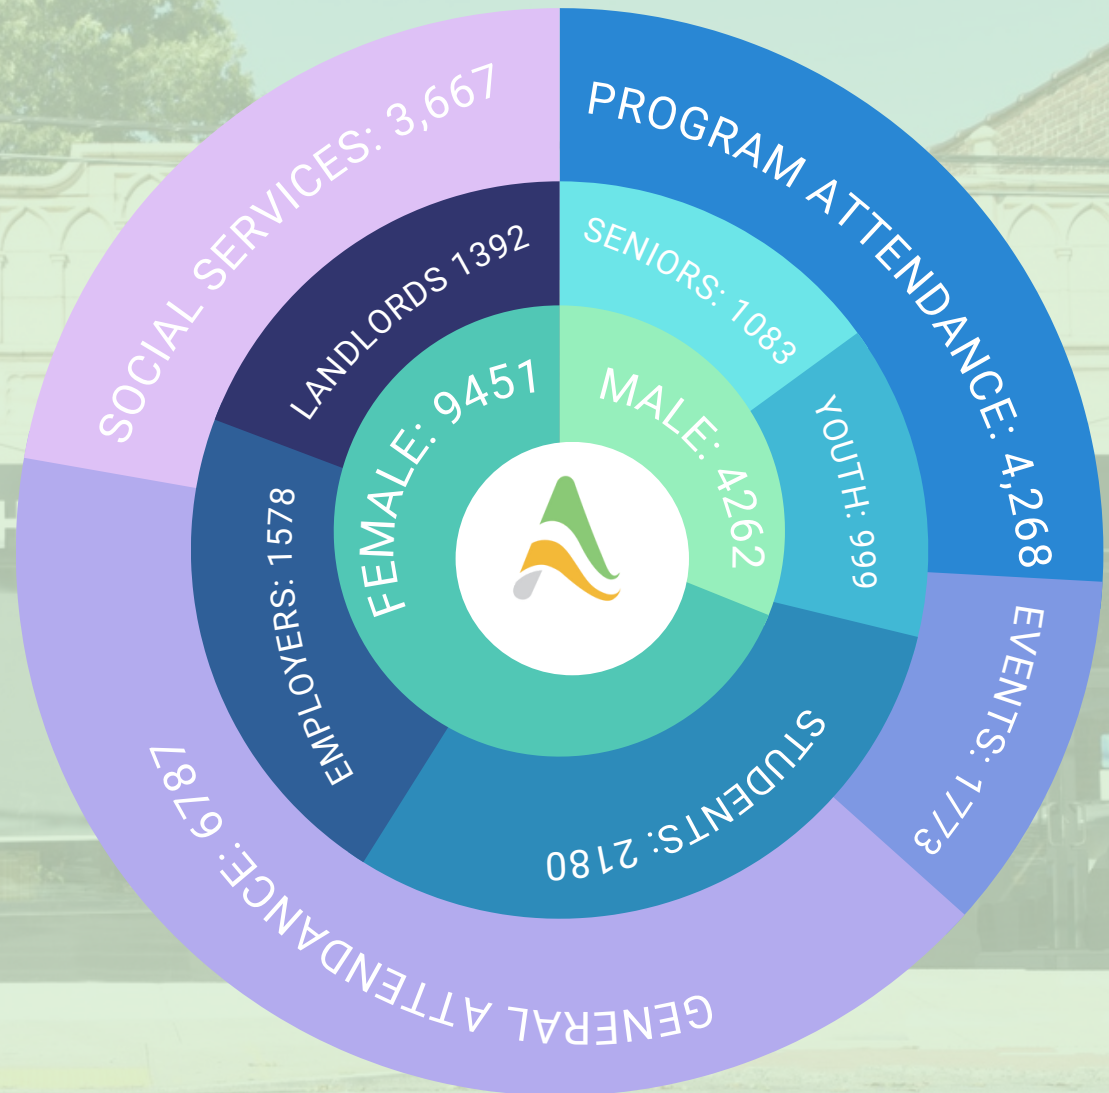 SOCIAL SERVICES: 3,667
PROGRAM ATTENDANCE: 4,268
EVENTS: 1773
GENERAL ATTENDANCE: 6787
LANDLORDS 1392
SENIORS: 1083
YOUTH: 999
STUDENTS: 2180
EMPLOYERS: 1578
FEMALE: 9451
MALE: 4262